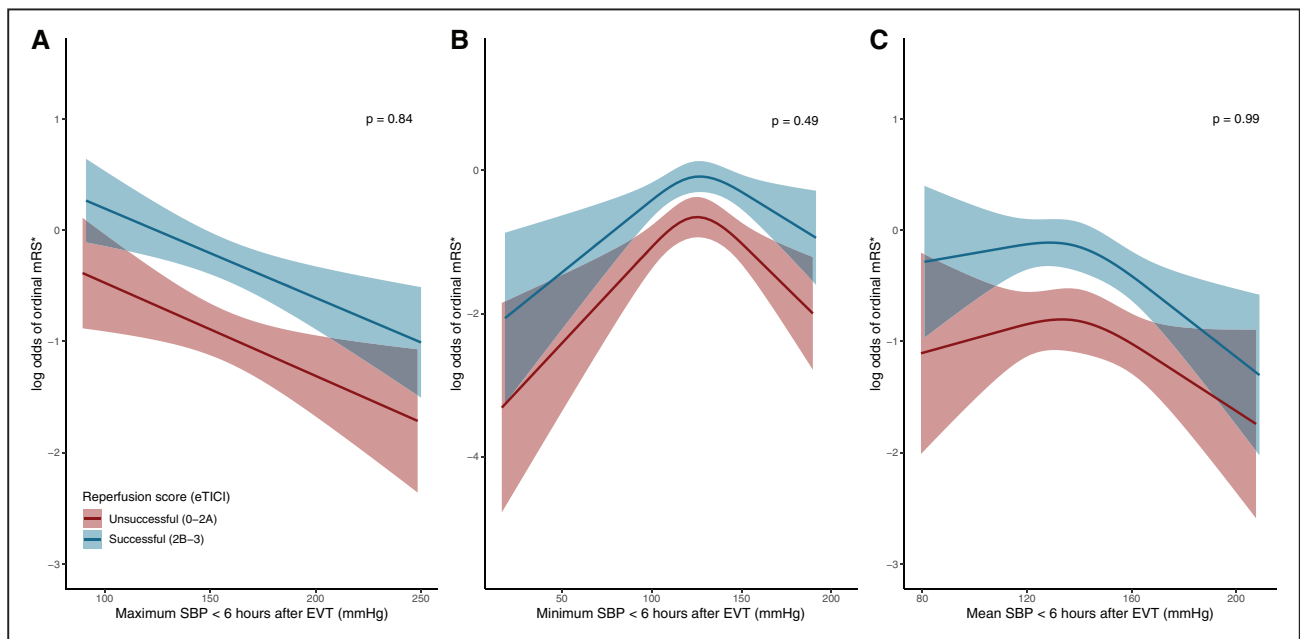 A
B
C
p = 0.84
p = 0.49
p = 0.99
log odds of ordinal mRS*
1
0
−1
−2
−3
Reperfusion score (eTICI)
Unsuccessful (0−2A)
Successful (2B−3)
100
150
200
250
Maximum SBP < 6 hours after EVT (mmHg)
log odds of ordinal mRS*
0
−2
−4
50
100
150
200
Minimum SBP < 6 hours after EVT (mmHg)
log odds of ordinal mRS*
1
0
−1
−2
−3
80
120
160
200
Mean SBP < 6 hours after EVT (mmHg)